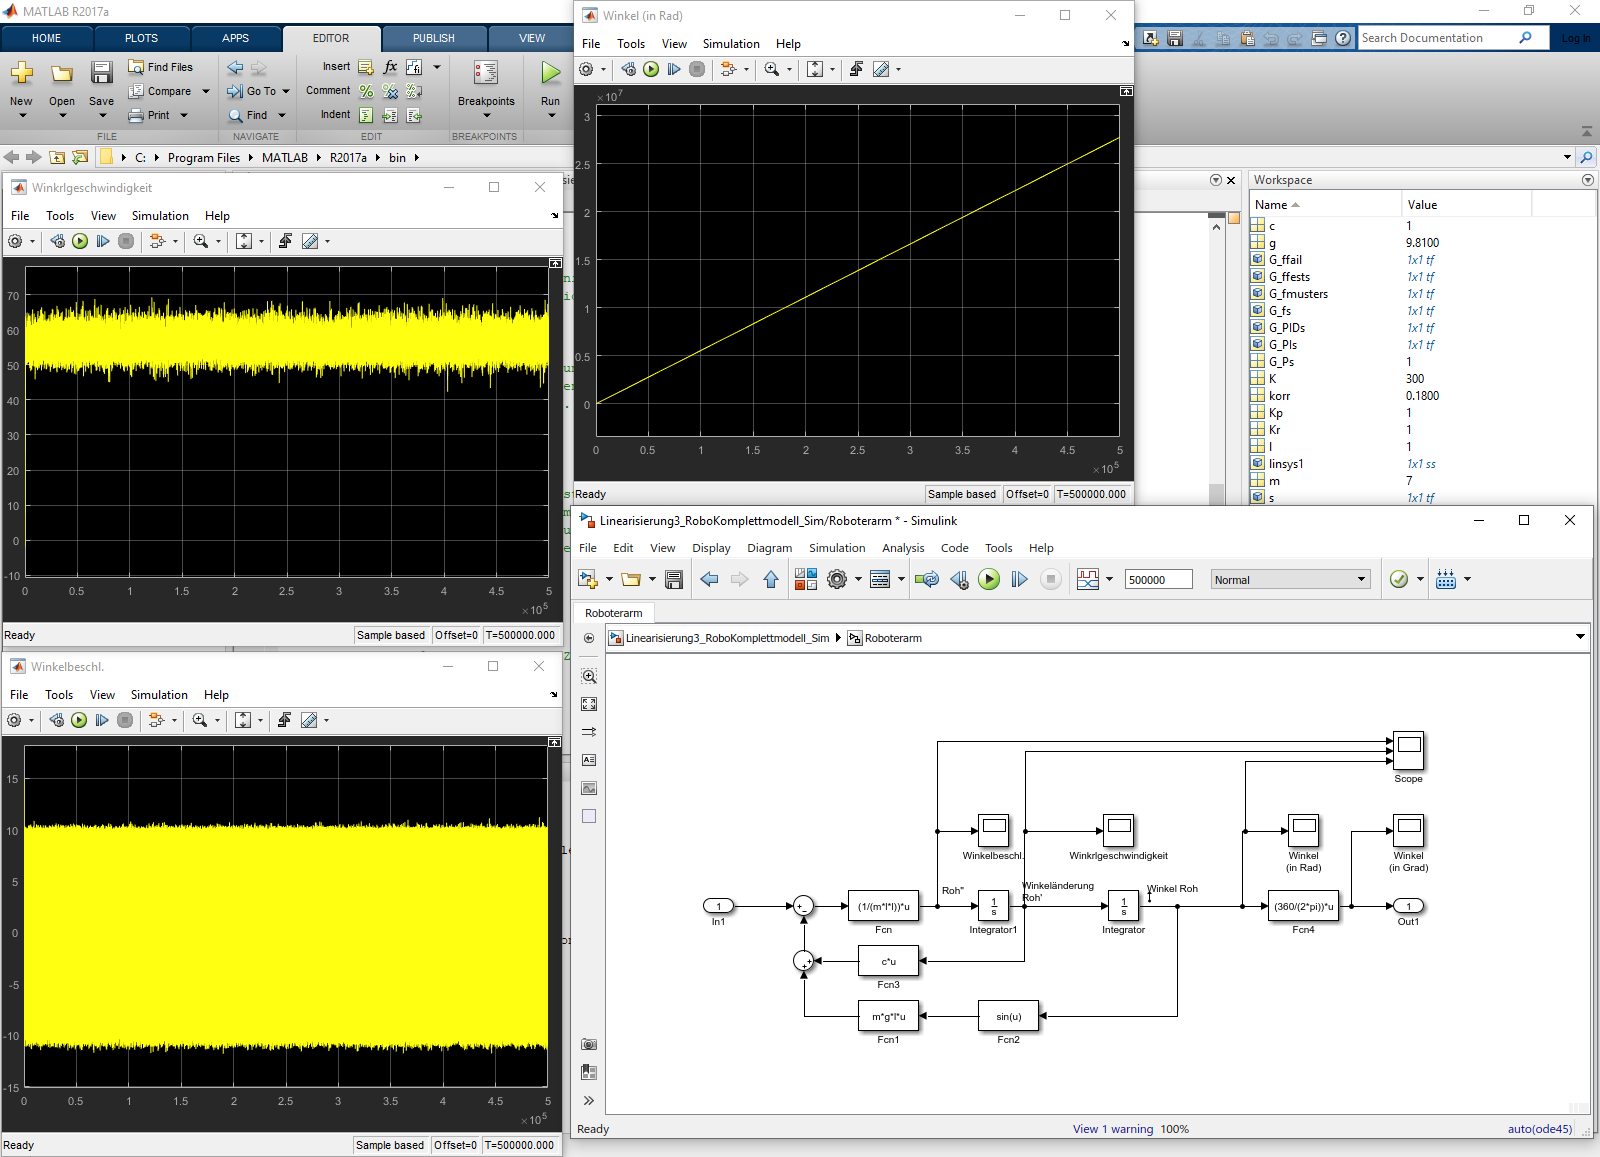 MATLAB R2017a
HOME
PLOTS
APPS
EDITOR
PUBLISH
VIEW
Search Documentation
Log In
New
Open
Save
Find Files
Compare
Print
FILE
Go To
Find
NAVIGATE
Insert
fx
Comment
Indent
EDIT
Breakpoints
BREAKPOINTS
Run
C: Program Files MATLAB R2017a bin
Winkel (in Rad)
File Tools View Simulation Help
×10^7
3
2.5
2
1.5
1
0.5
0
0 0.5 1 1.5 2 2.5 3 3.5 4 4.5 5
×10^5
Ready
Sample based Offset=0 T=500000.000
Winkrlgeschwindigkeit
File Tools View Simulation Help
70
60
50
40
30
20
10
0
-10
0 0.5 1 1.5 2 2.5 3 3.5 4 4.5 5
×10^5
Ready
Sample based Offset=0 T=500000.000
Winkelbeschl.
File Tools View Simulation Help
15
10
5
0
-5
-10
-15
0 0.5 1 1.5 2 2.5 3 3.5 4 4.5 5
×10^5
Ready
Sample based Offset=0 T=500000.000
Workspace
Name Value
c 1
g 9.8100
G_ffail 1x1 tf
G_ffests 1x1 tf
G_fmusters 1x1 tf
G_fs 1x1 tf
G_PIDs 1x1 tf
G_PIs 1x1 tf
G_Ps 1
K 300
korr 0.1800
Kp 1
Kr 1
l 1
linsys1 1x1 ss
m 7
s 1x1 tf
Linearisierung3_RoboKomplettmodell_Sim/Roboterarm * - Simulink
File Edit View Display Diagram Simulation Analysis Code Tools Help
500000
Normal
Roboterarm
Linearisierung3_RoboKomplettmodell_Sim Roboterarm
Scope
Winkelbeschl.
Winkrlgeschwindigkeit
Winkel
(in Rad)
Winkel
(in Grad)
1
In1
(1/(m*l*l))*u
Fcn
Roh''
1
s
Integrator1
Winkeländerung
Roh'
1
s
Integrator
Winkel Roh
(360/(2*pi))*u
Fcn4
1
Out1
c*u
Fcn3
m*g*l*u
Fcn1
sin(u)
Fcn2
Ready
View 1 warning 100%
auto(ode45)